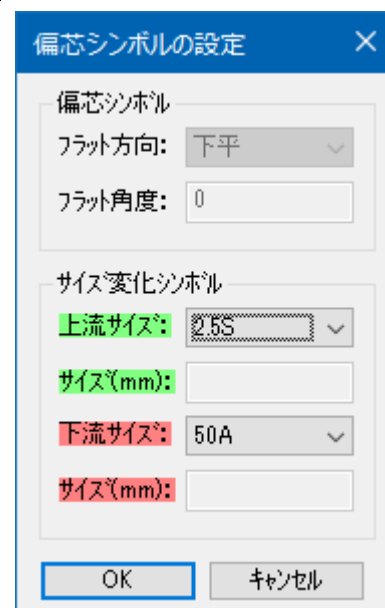 偏芯シンボルの設定
偏芯ｼﾝﾎﾞﾙ
ﾌﾗｯﾄ方向: 下平
ﾌﾗｯﾄ角度: 0
ｻｲｽﾞ変化ｼﾝﾎﾞﾙ
上流ｻｲｽﾞ: 2.5S
ｻｲｽﾞ(mm):
下流ｻｲｽﾞ: 50A
ｻｲｽﾞ(mm):
OK ｷｬﾝｾﾙ